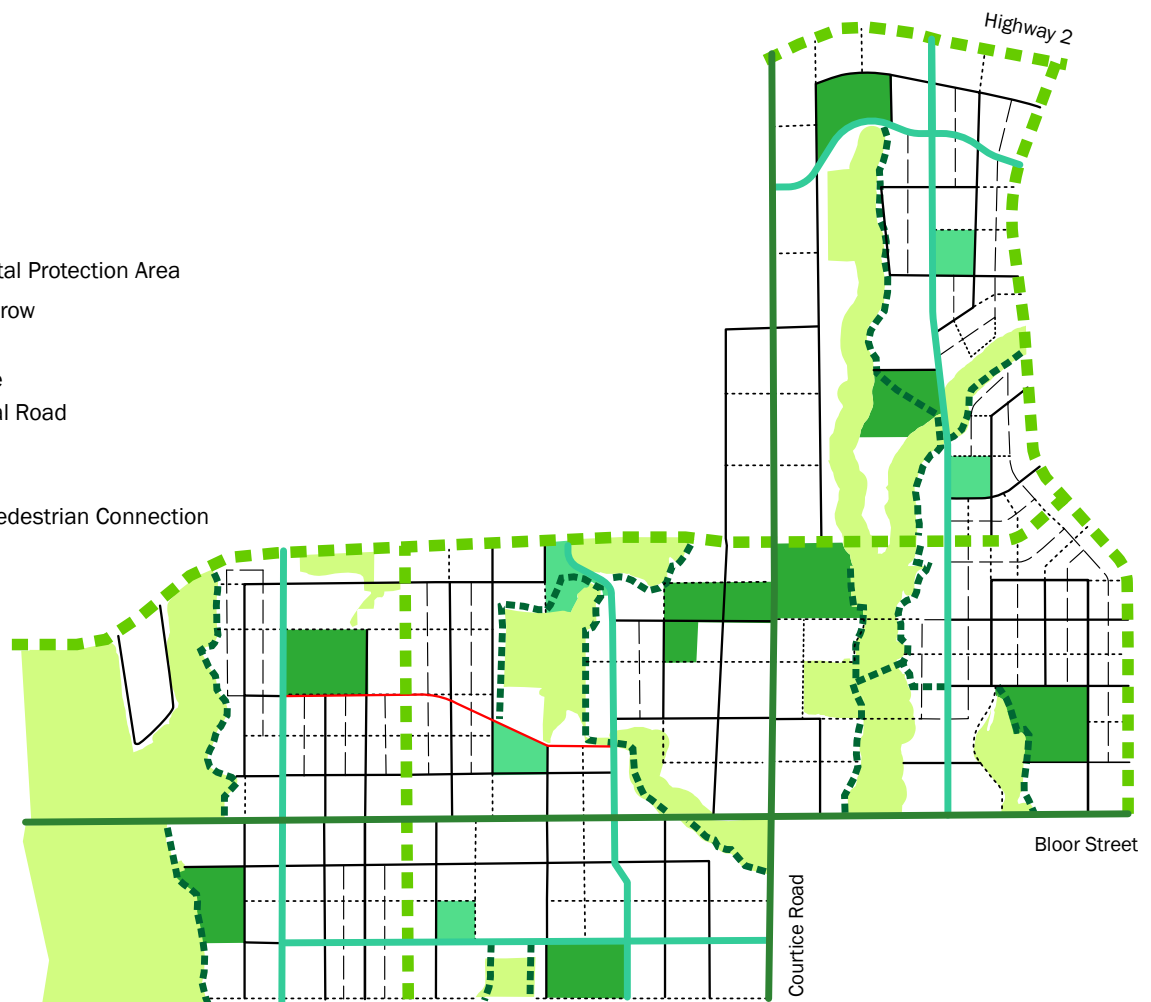 Highway 2
tal Protection Area
row
e
al Road
edestrian Connection
Bloor Street
Courtice Road